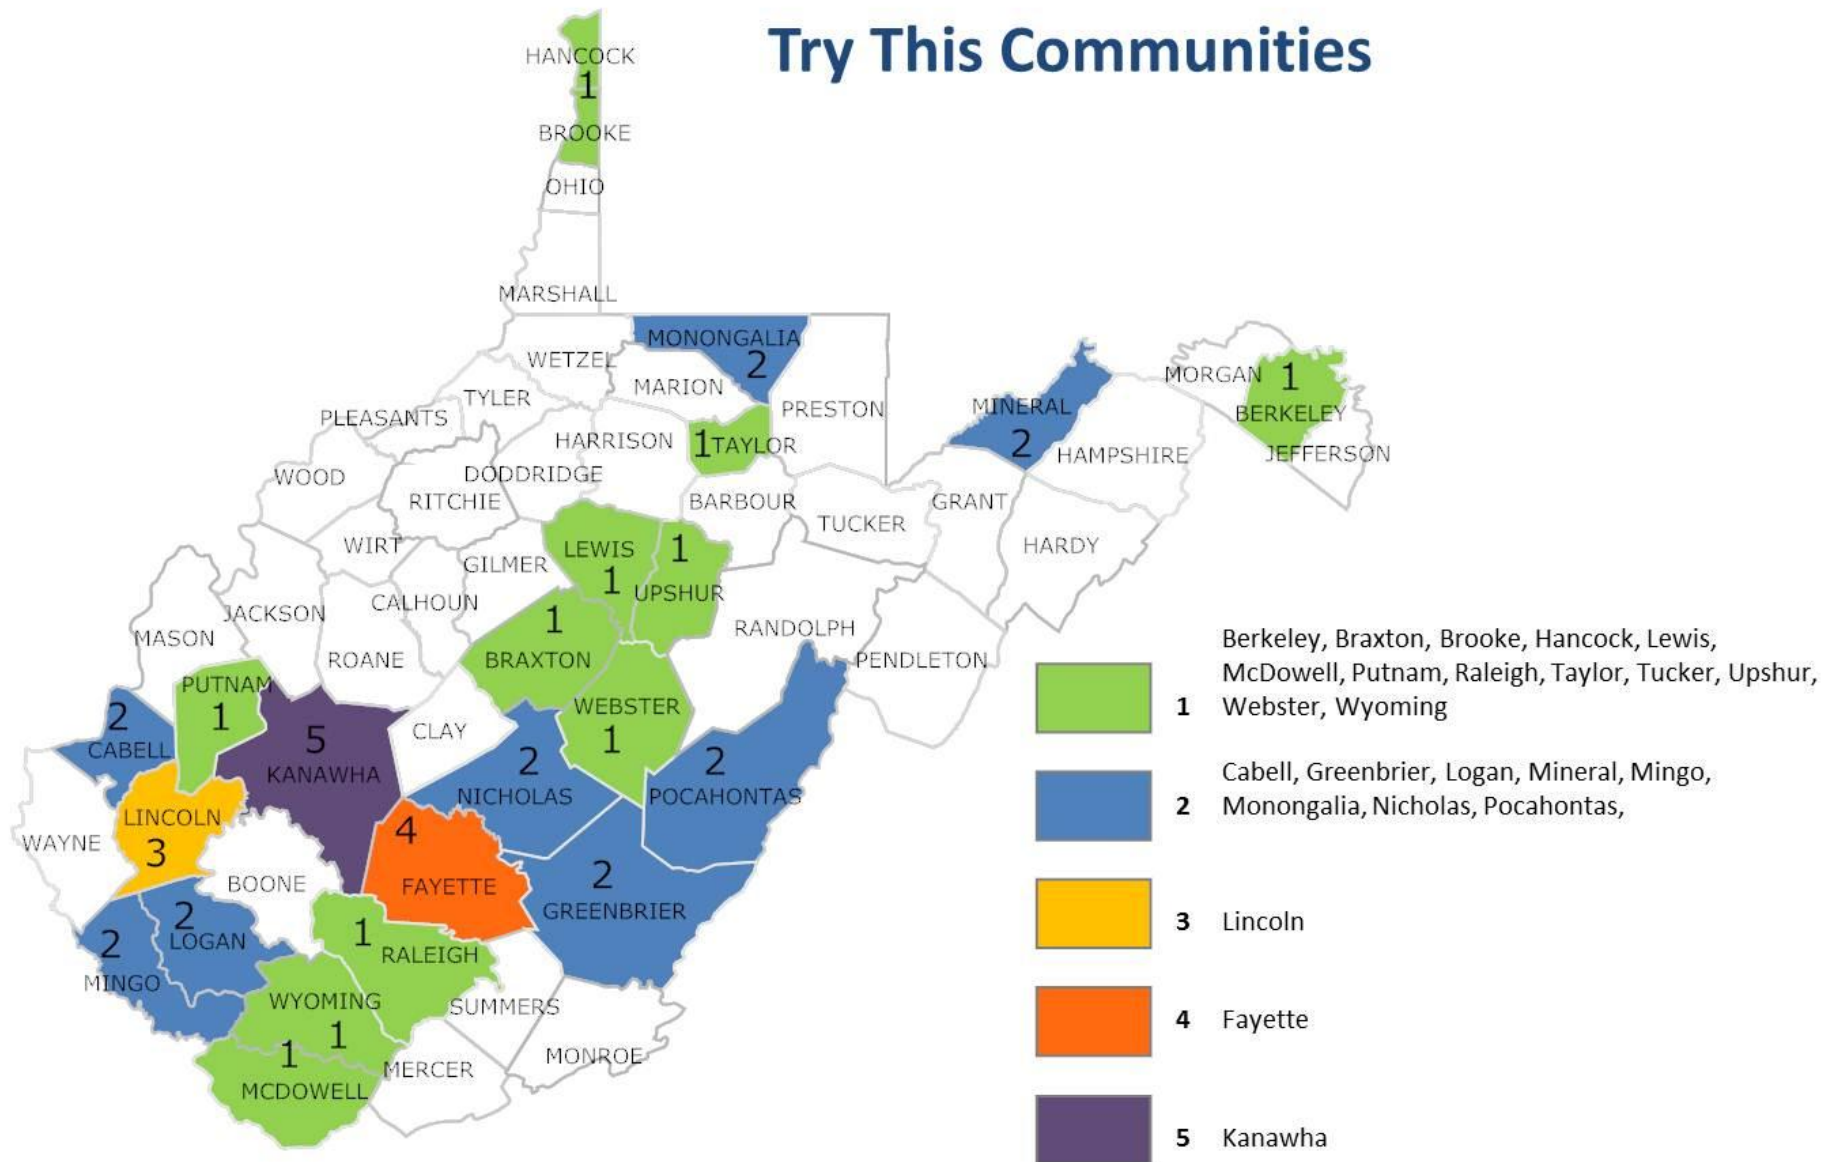 Try This Communities
HANCOCK
1
BROOKE
OHIO
MARSHALL
MONONGALIA
2
WETZEL
MARION
MORGAN
1
BERKELEY
JEFFERSON
TYLER
PLEASANTS
PRESTON
MINERAL
2
HAMPSHIRE
HARRISON
1 TAYLOR
WOOD
DODDRIDGE
RITCHIE
BARBOUR
TUCKER
GRANT
WIRT
GILMER
LEWIS
1
1
UPSHUR
HARDY
JACKSON
CALHOUN
MASON
ROANE
1
BRAXTON
RANDOLPH
PENDLETON
PUTNAM
1
WEBSTER
1
2
CABELL
5
KANAWHA
CLAY
2
NICHOLAS
2
POCAHONTAS
LINCOLN
3
WAYNE
4
FAYETTE
BOONE
2
GREENBRIER
2
LOGAN
2
MINGO
1
RALEIGH
WYOMING
1
SUMMERS
1
MCDOWELL
MERCER
MONROE
Berkeley, Braxton, Brooke, Hancock, Lewis,
McDowell, Putnam, Raleigh, Taylor, Tucker, Upshur,
1 Webster, Wyoming
Cabell, Greenbrier, Logan, Mineral, Mingo,
2 Monongalia, Nicholas, Pocahontas,
3 Lincoln
4 Fayette
5 Kanawha